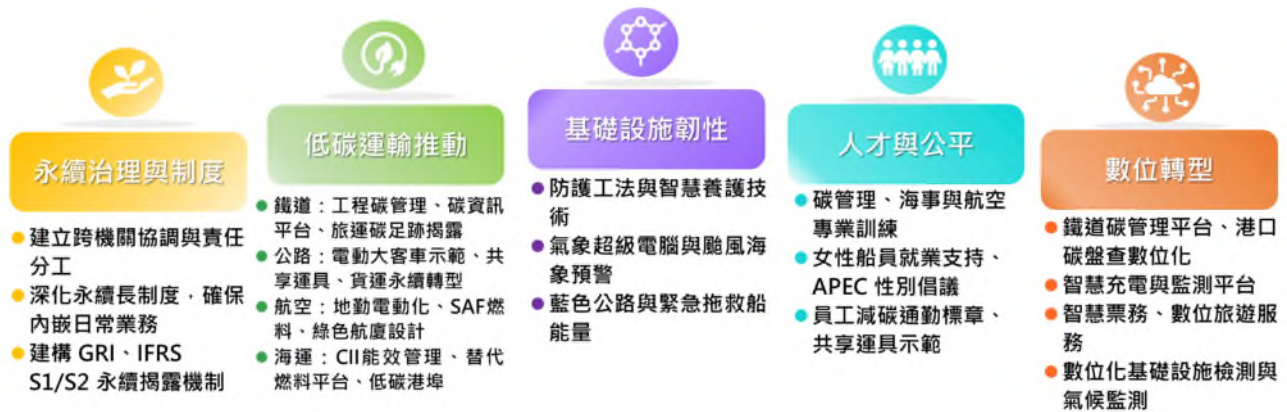 永續治理與制度
建立跨機關協調與責任
分工
深化永續長制度，確保
內嵌日常業務
建構 GRI、IFRS
S1/S2 永續揭露機制
低碳運輸推動
鐵道：工程碳管理、碳資訊
平台、旅運碳足跡揭露
公路：電動大客車示範、共
享運具、貨運永續轉型
航空：地勤電動化、SAF燃
料、綠色航廈設計
海運：CII能效管理、替代
燃料平台、低碳港埠
基礎設施韌性
防護工法與智慧養護技
術
氣象超級電腦與颱風海
象預警
藍色公路與緊急拖救船
能量
人才與公平
碳管理、海事與航空
專業訓練
女性船員就業支持、
APEC 性別倡議
員工減碳通勤標章、
共享運具示範
數位轉型
鐵道碳管理平台、港口
碳盤查數位化
智慧充電與監測平台
智慧票務、數位旅遊服
務
數位化基礎設施檢測與
氣候監測